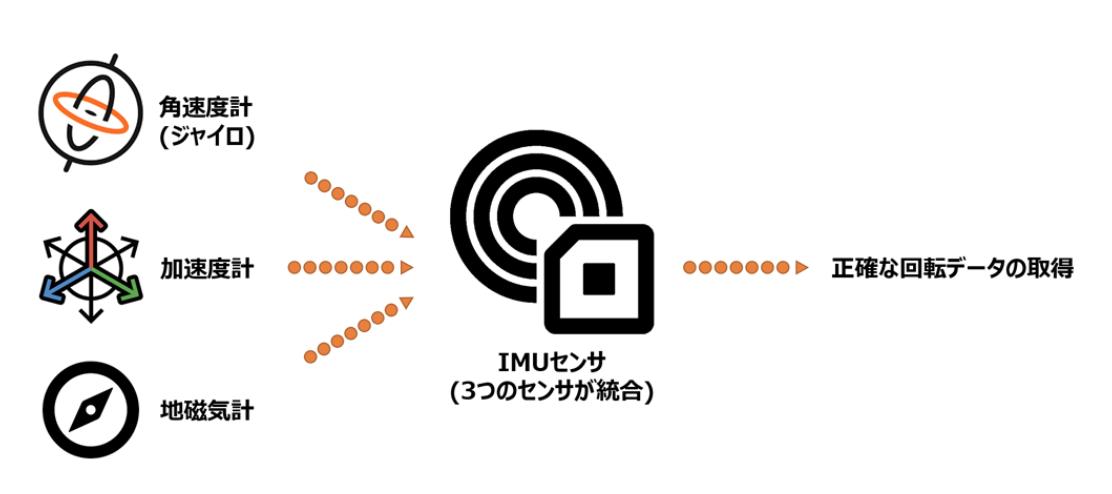 角速度計
(ジャイロ)
加速度計
地磁気計
IMUセンサ
(3つのセンサが統合)
正確な回転データの取得